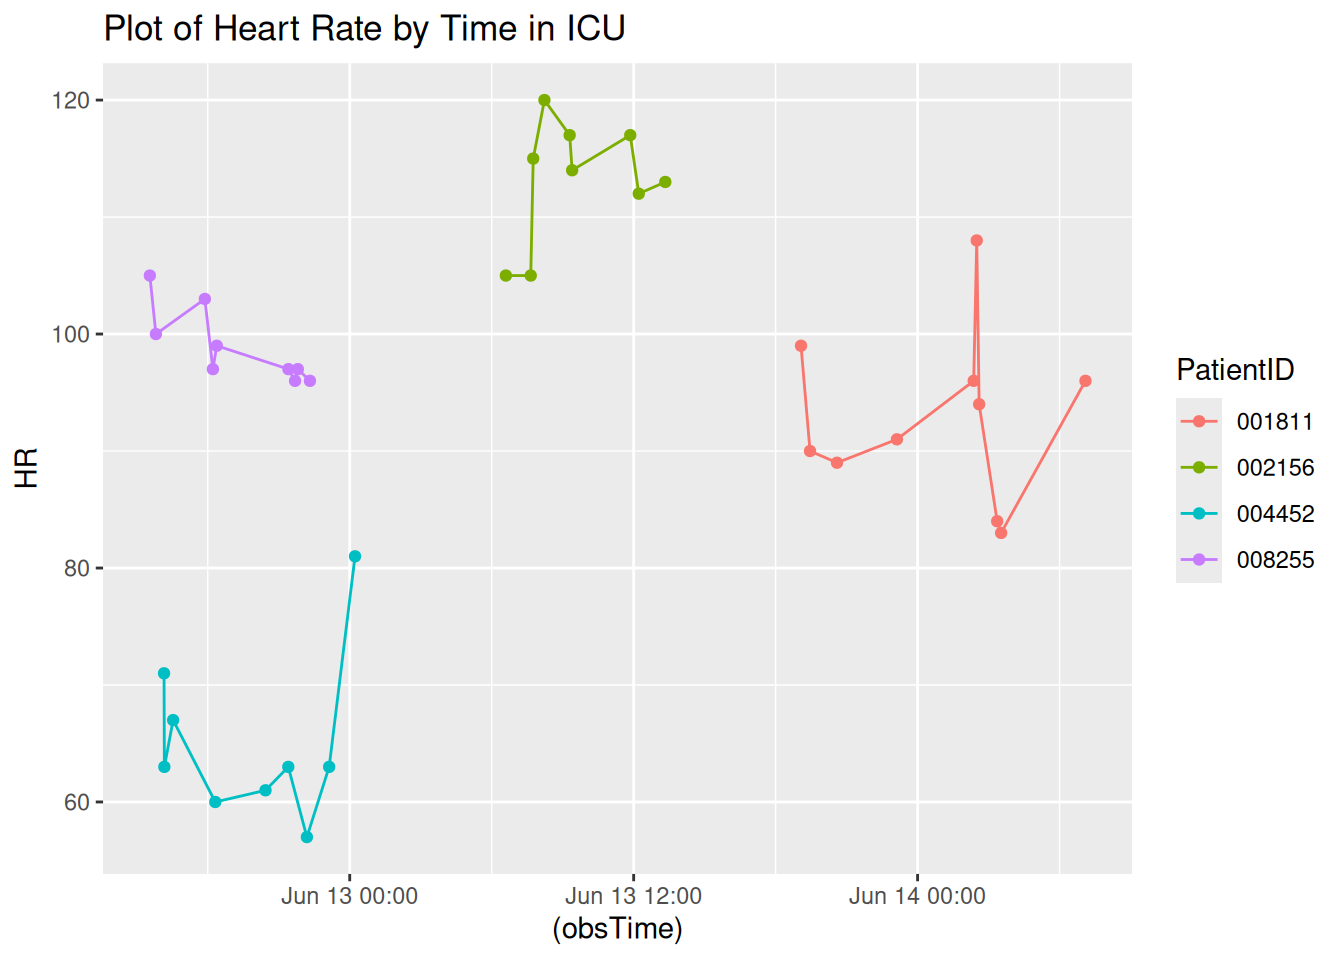 Plot of Heart Rate by Time in ICU
120
100
80
60
HR
Jun 13 00:00
Jun 13 12:00
Jun 14 00:00
(obsTime)
PatientID
001811
002156
004452
008255